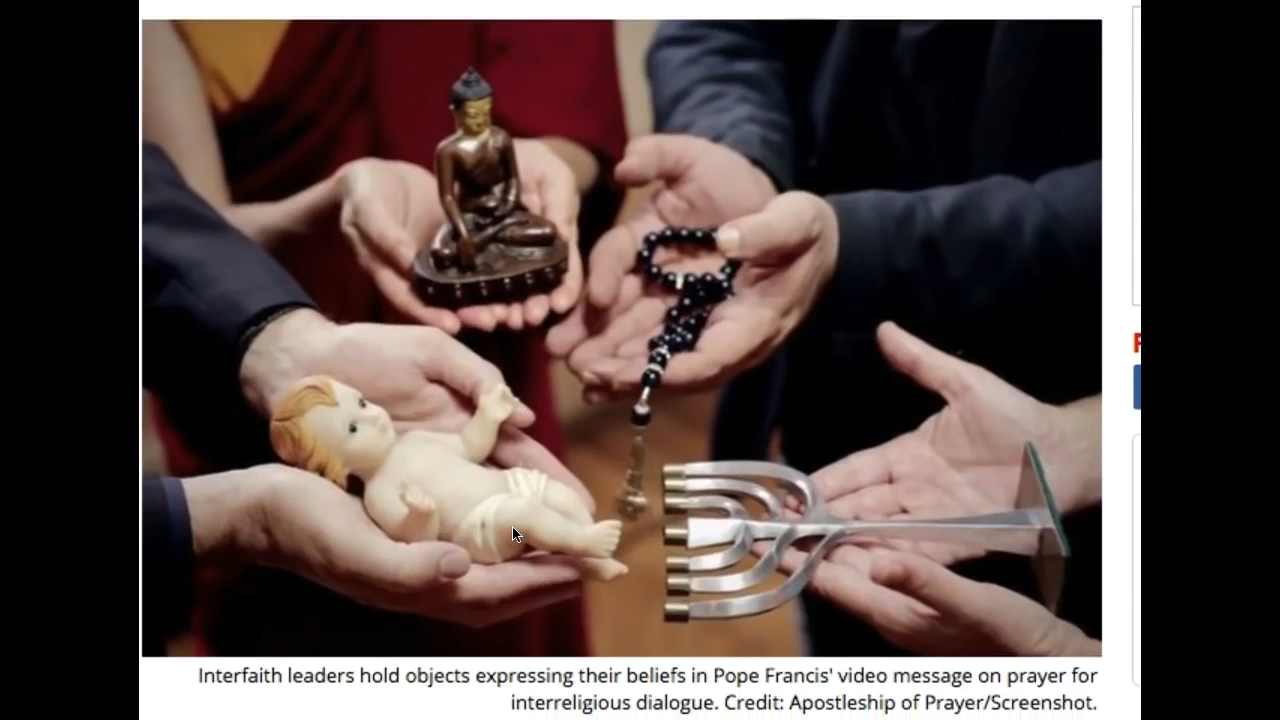 Interfaith leaders hold objects expressing their beliefs in Pope Francis' video message on prayer for
interreligious dialogue. Credit: Apostleship of Prayer/Screenshot.